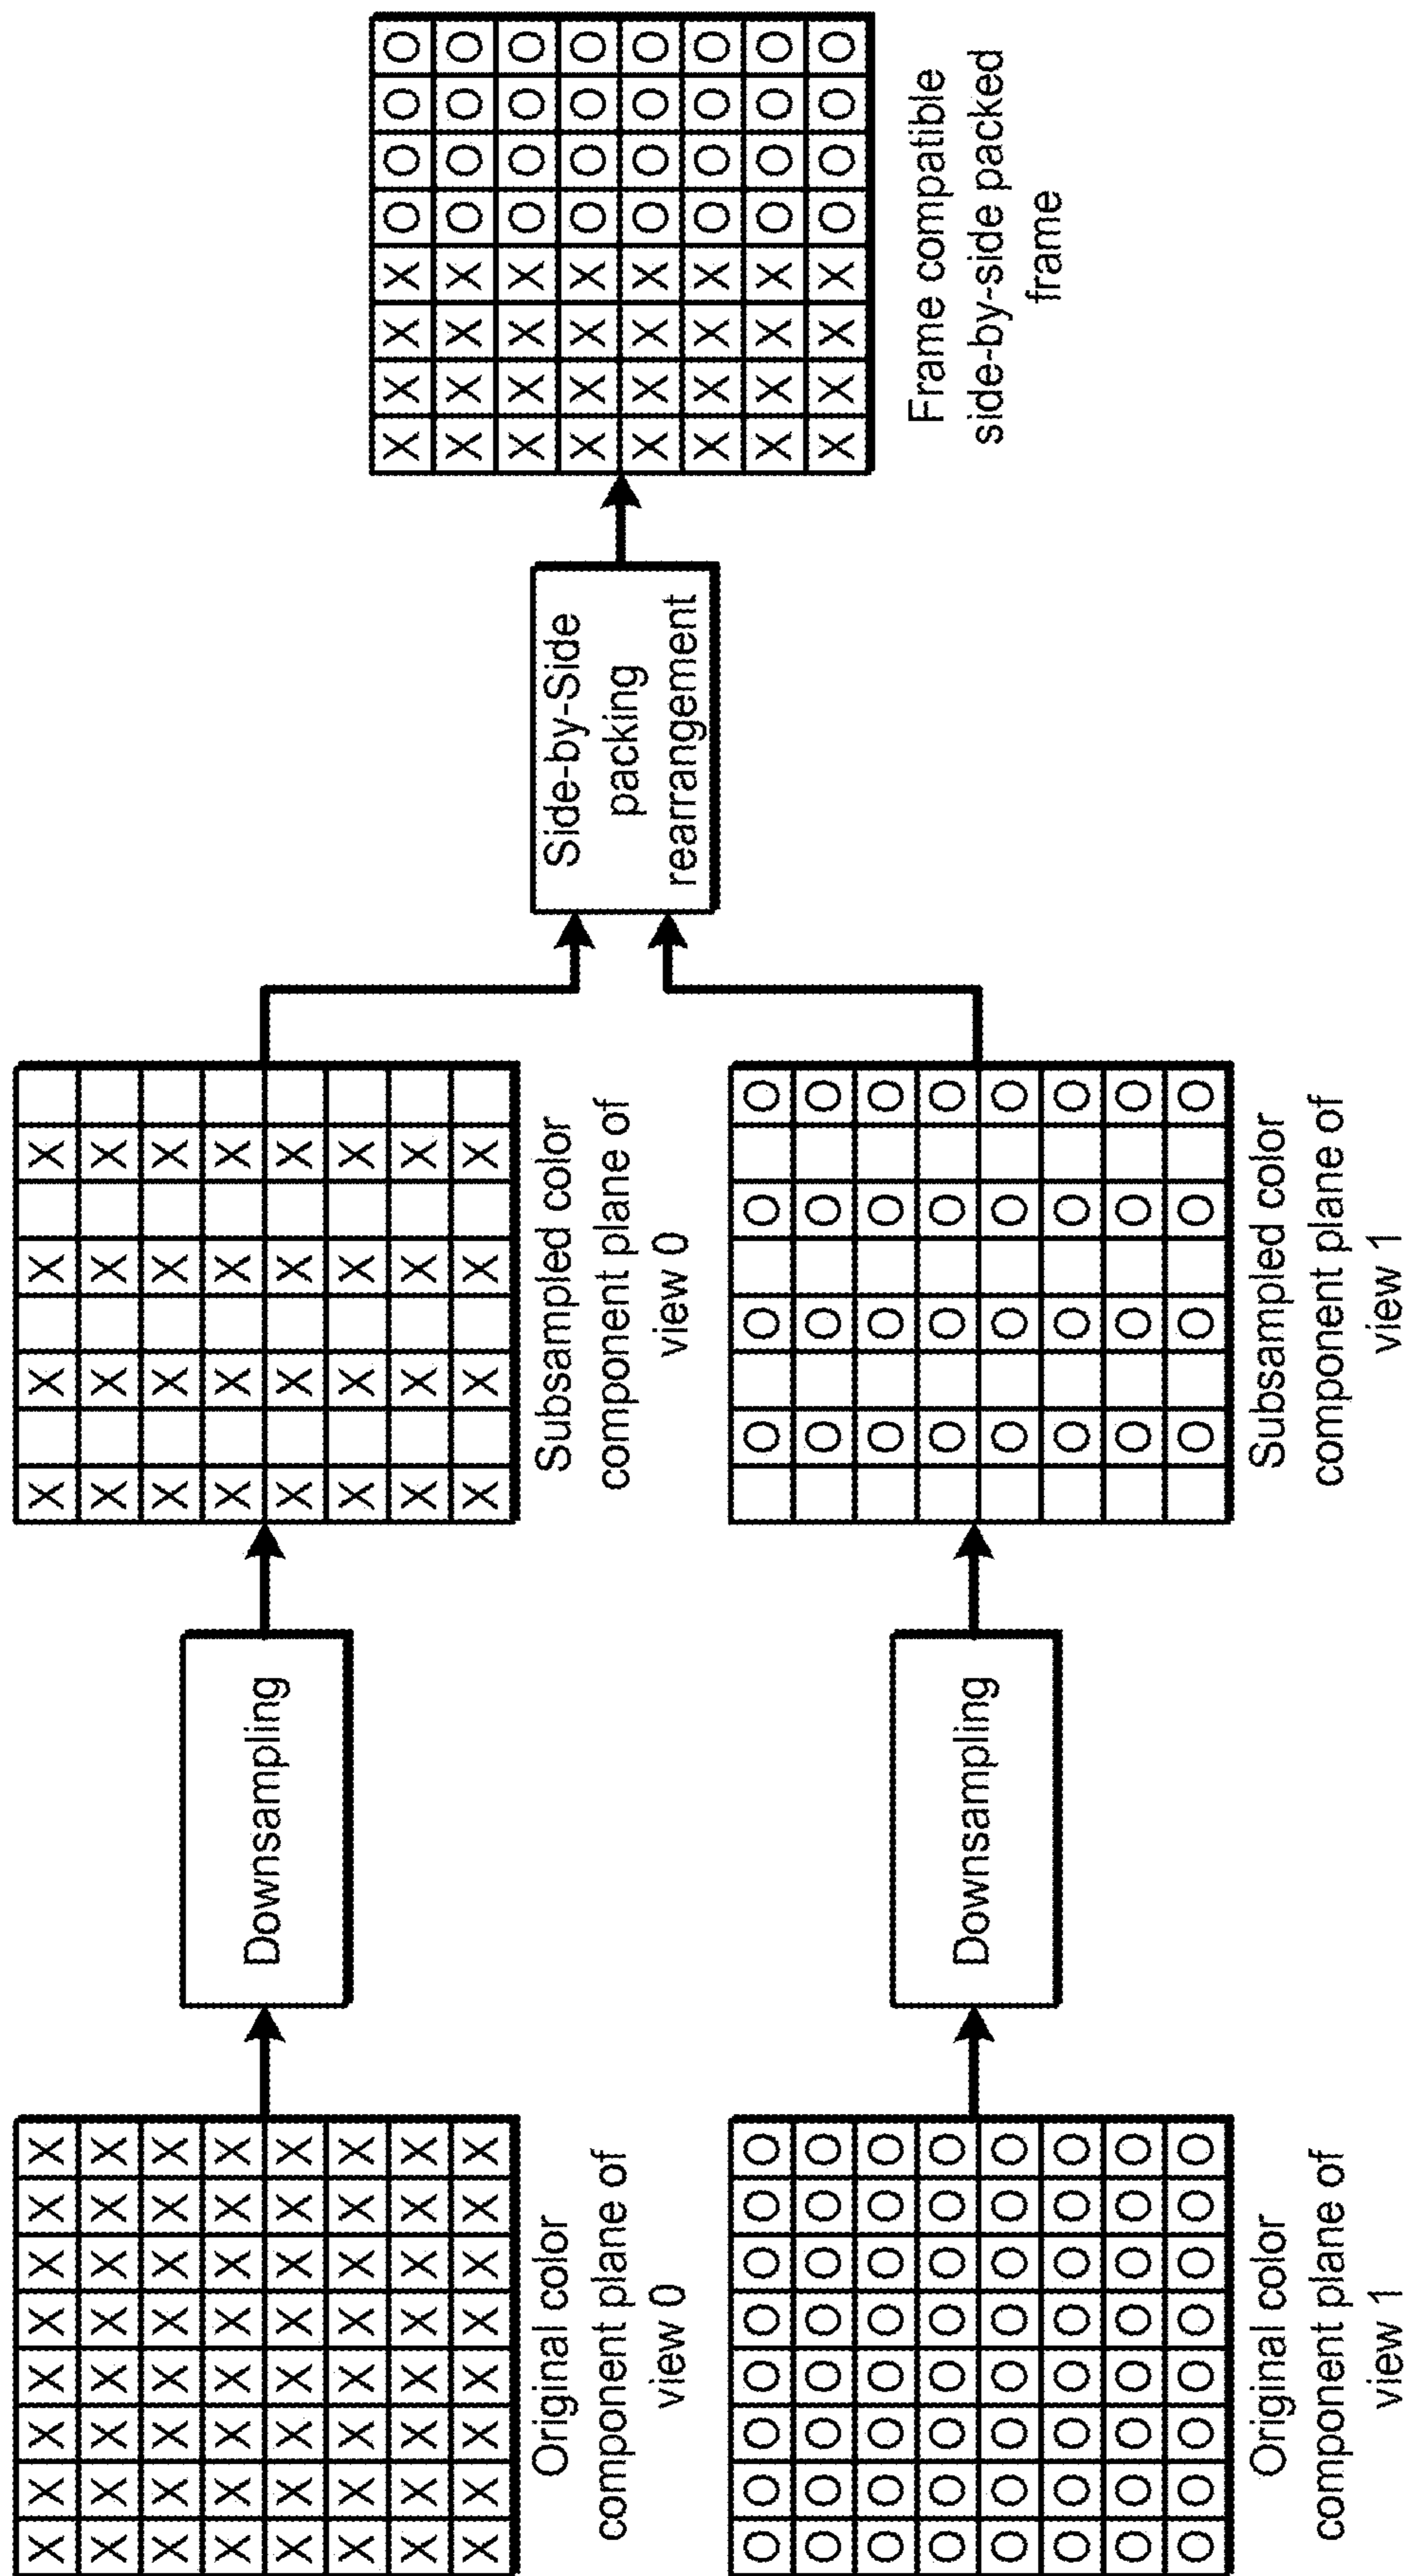 X X X X X X X X
X X X X X X X X
X X X X X X X X
X X X X X X X X
X X X X X X X X
X X X X X X X X
X X X X X X X X
X X X X X X X X
Original color
component plane of
view 0
Downsampling
X X X X
X X X X
X X X X
X X X X
X X X X
X X X X
X X X X
X X X X
Subsampled color
component plane of
view 0
O O O O O O O O
O O O O O O O O
O O O O O O O O
O O O O O O O O
O O O O O O O O
O O O O O O O O
O O O O O O O O
O O O O O O O O
Original color
component plane of
view 1
Downsampling
O O O O
O O O O
O O O O
O O O O
O O O O
O O O O
O O O O
O O O O
Subsampled color
component plane of
view 1
Side-by-Side
packing
rearrangement
X X X X O O O O
X X X X O O O O
X X X X O O O O
X X X X O O O O
X X X X O O O O
X X X X O O O O
X X X X O O O O
X X X X O O O O
Frame compatible
side-by-side packed
frame